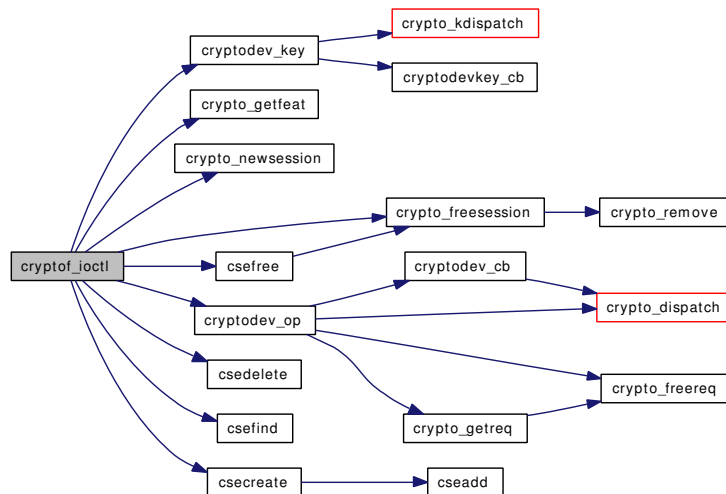 crypto_kdispatch
cryptodev_key
cryptodevkey_cb
crypto_getfeat
crypto_newsession
crypto_freesession
crypto_remove
cryptof_ioctl
csefree
cryptodev_cb
crypto_dispatch
cryptodev_op
csedelete
crypto_freereq
csefind
crypto_getreq
csecreate
cseadd